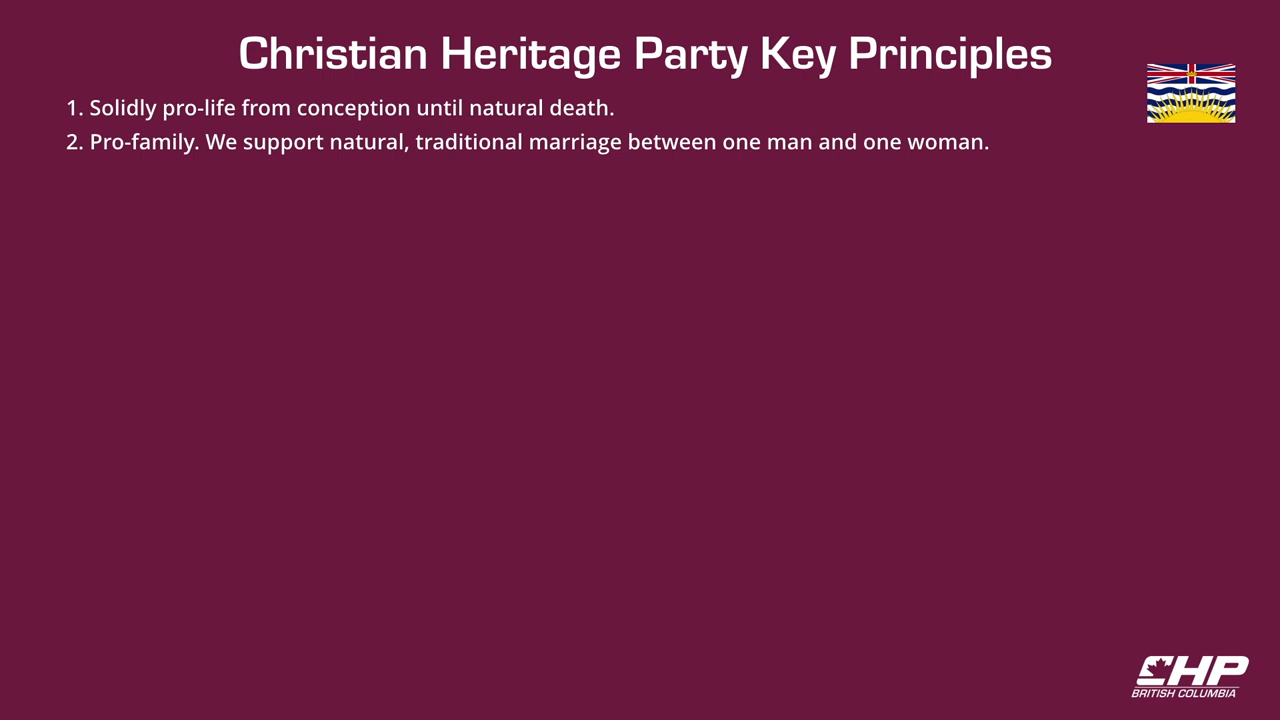 Christian Heritage Party Key Principles
1. Solidly pro-life from conception until natural death.
2. Pro-family. We support natural, traditional marriage between one man and one woman.
CHP
BRITISH COLUMBIA